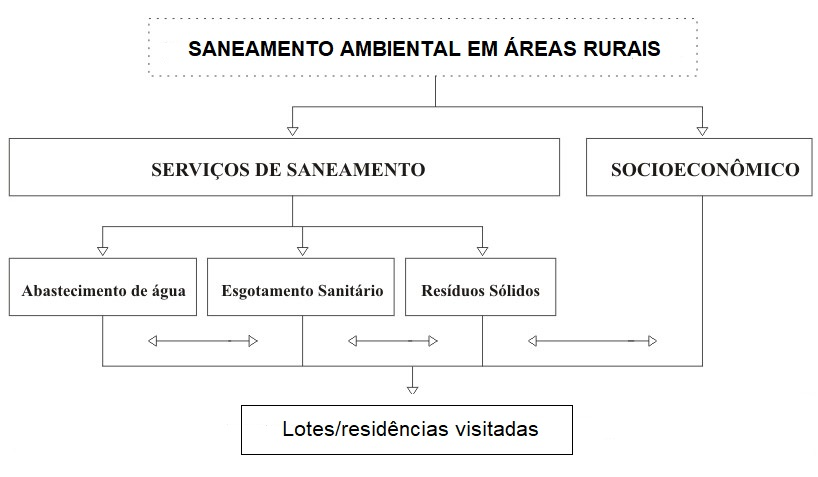 SANEAMENTO AMBIENTAL EM ÁREAS RURAIS
SERVIÇOS DE SANEAMENTO
SOCIOECONÔMICO
Abastecimento de água
Esgotamento Sanitário
Resíduos Sólidos
Lotes/residências visitadas